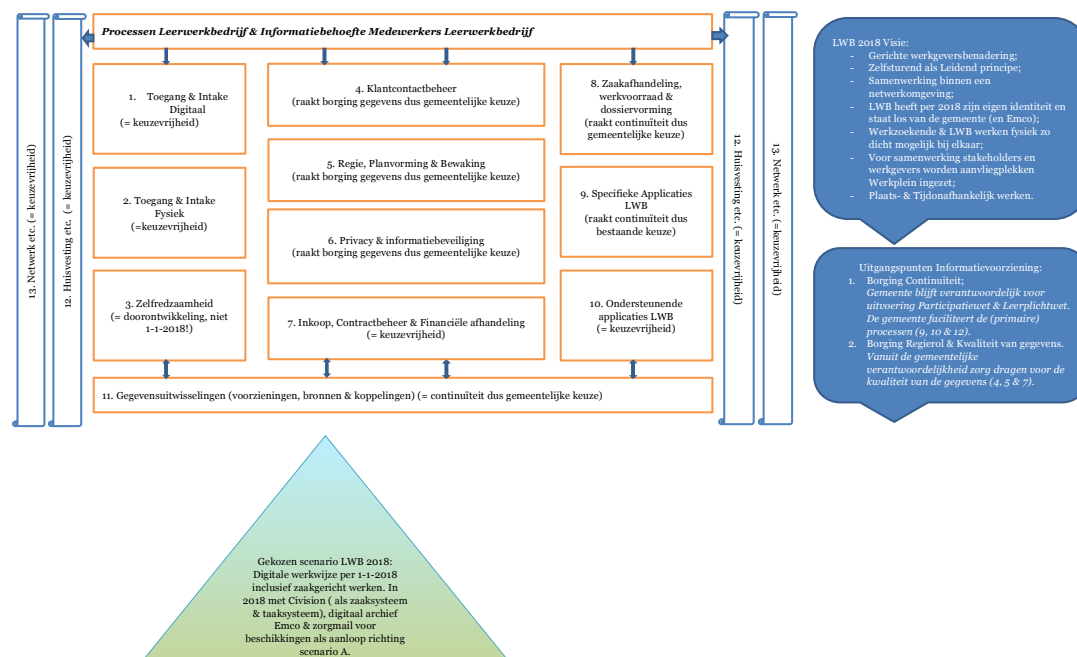 Processen Leerwerkbedrijf & Informatiebehoefte Medewerkers Leerwerkbedrijf
13. Netwerk etc. (= keuzevrijheid)
12. Huisvesting etc. (= keuzevrijheid)
1. Toegang & Intake
Digitaal
(= keuzevrijheid)
2. Toegang & Intake
Fysiek
(=keuzevrijheid)
3. Zelfredzaamheid
(= doorontwikkeling, niet
1-1-2018!)
4. Klantcontactbeheer
(raakt borging gegevens dus gemeentelijke keuze)
5. Regie, Planvorming & Bewaking
(raakt borging gegevens dus gemeentelijke keuze)
6. Privacy & informatiebeveiliging
(raakt borging gegevens dus gemeentelijke keuze)
7. Inkoop, Contractbeheer & Financiële afhandeling
(= keuzevrijheid)
8. Zaakafhandeling,
werkvoorraad &
dossiervorming
(raakt continuïteit dus
gemeentelijke keuze)
9. Specifieke Applicaties
LWB
(raakt continuïteit dus
bestaande keuze)
10. Ondersteunende
applicaties LWB
(= keuzevrijheid)
11. Gegevensuitwisselingen (voorzieningen, bronnen & koppelingen) (= continuïteit dus gemeentelijke keuze)
12. Huisvesting etc. (= keuzevrijheid)
13. Netwerk etc. (=keuzevrijheid)
LWB 2018 Visie:
- Gerichte werkgeversbenadering;
- Zelfsturend als Leidend principe;
- Samenwerking binnen een
netwerkomgeving;
- LWB heeft per 2018 zijn eigen identiteit en
staat los van de gemeente (en Emco);
- Werkzoekende & LWB werken fysiek zo
dicht mogelijk bij elkaar;
- Voor samenwerking stakeholders en
werkgevers worden aanvliegplekken
Werkplein ingezet;
- Plaats- & Tijdonafhankelijk werken.
Uitgangspunten Informatievoorziening:
1. Borging Continuïteit;
Gemeente blijft verantwoordelijk voor
uitvoering Participatiewet & Leerplichtwet.
De gemeente faciliteert de (primaire)
processen (9, 10 & 12).
2. Borging Regierol & Kwaliteit van gegevens.
Vanuit de gemeentelijke
verantwoordelijkheid zorg dragen voor de
kwaliteit van de gegevens (4, 5 & 7).
Gekozen scenario LWB 2018:
Digitale werkwijze per 1-1-2018
inclusief zaakgericht werken. In
2018 met Civision ( als zaaksysteem
& taaksysteem), digitaal archief
Emco & zorgmail voor
beschikkingen als aanloop richting
scenario A.